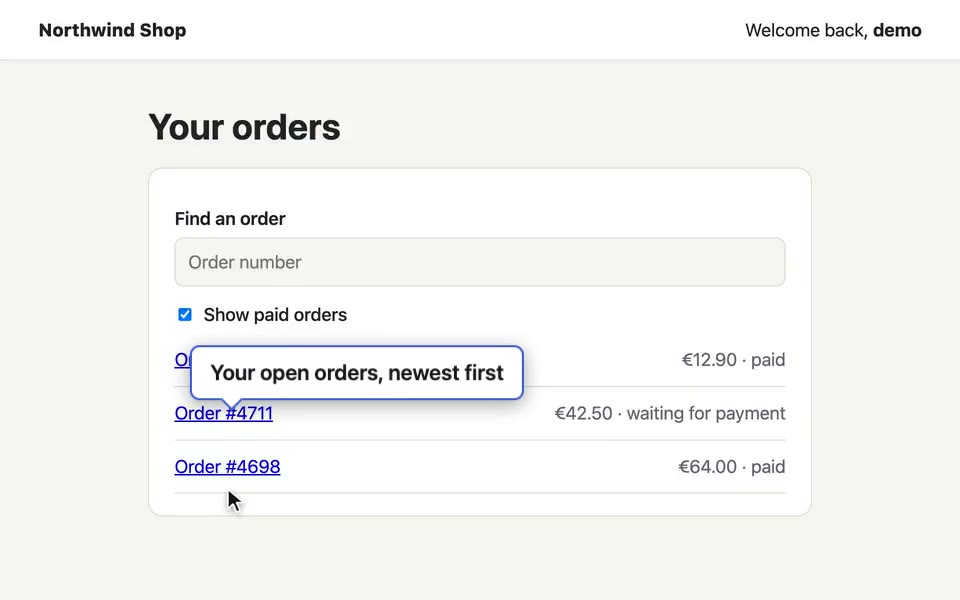 Northwind Shop
Welcome back, demo
Your orders
Find an order
Order number
Show paid orders
€12.90 · paid
Your open orders, newest first
Order #4711
€42.50 · waiting for payment
Order #4698
€64.00 · paid